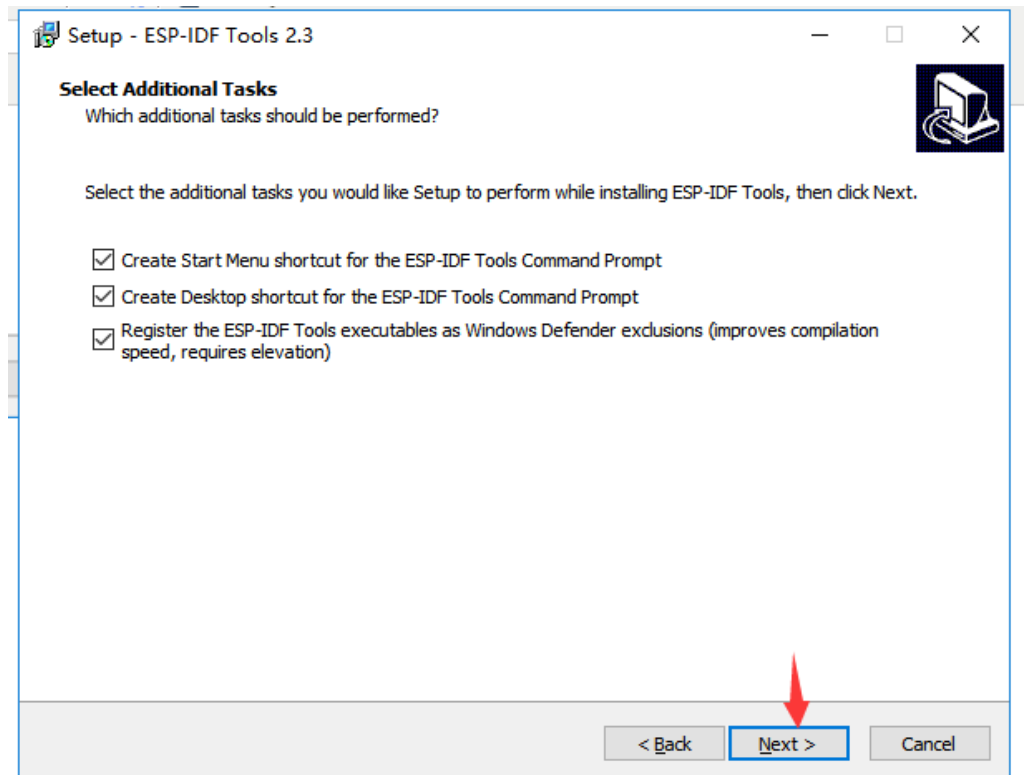 Setup - ESP-IDF Tools 2.3
Select Additional Tasks
Which additional tasks should be performed?
Select the additional tasks you would like Setup to perform while installing ESP-IDF Tools, then click Next.
Create Start Menu shortcut for the ESP-IDF Tools Command Prompt
Create Desktop shortcut for the ESP-IDF Tools Command Prompt
Register the ESP-IDF Tools executables as Windows Defender exclusions (improves compilation
speed, requires elevation)
< Back Next > Cancel